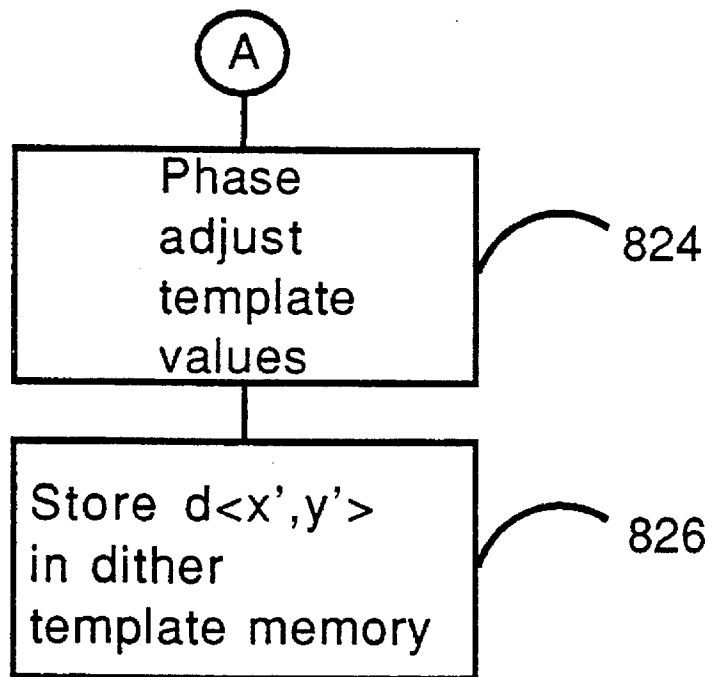 A
Phase
adjust
template
values
824
Store d<x',y'>
in dither
template memory
826